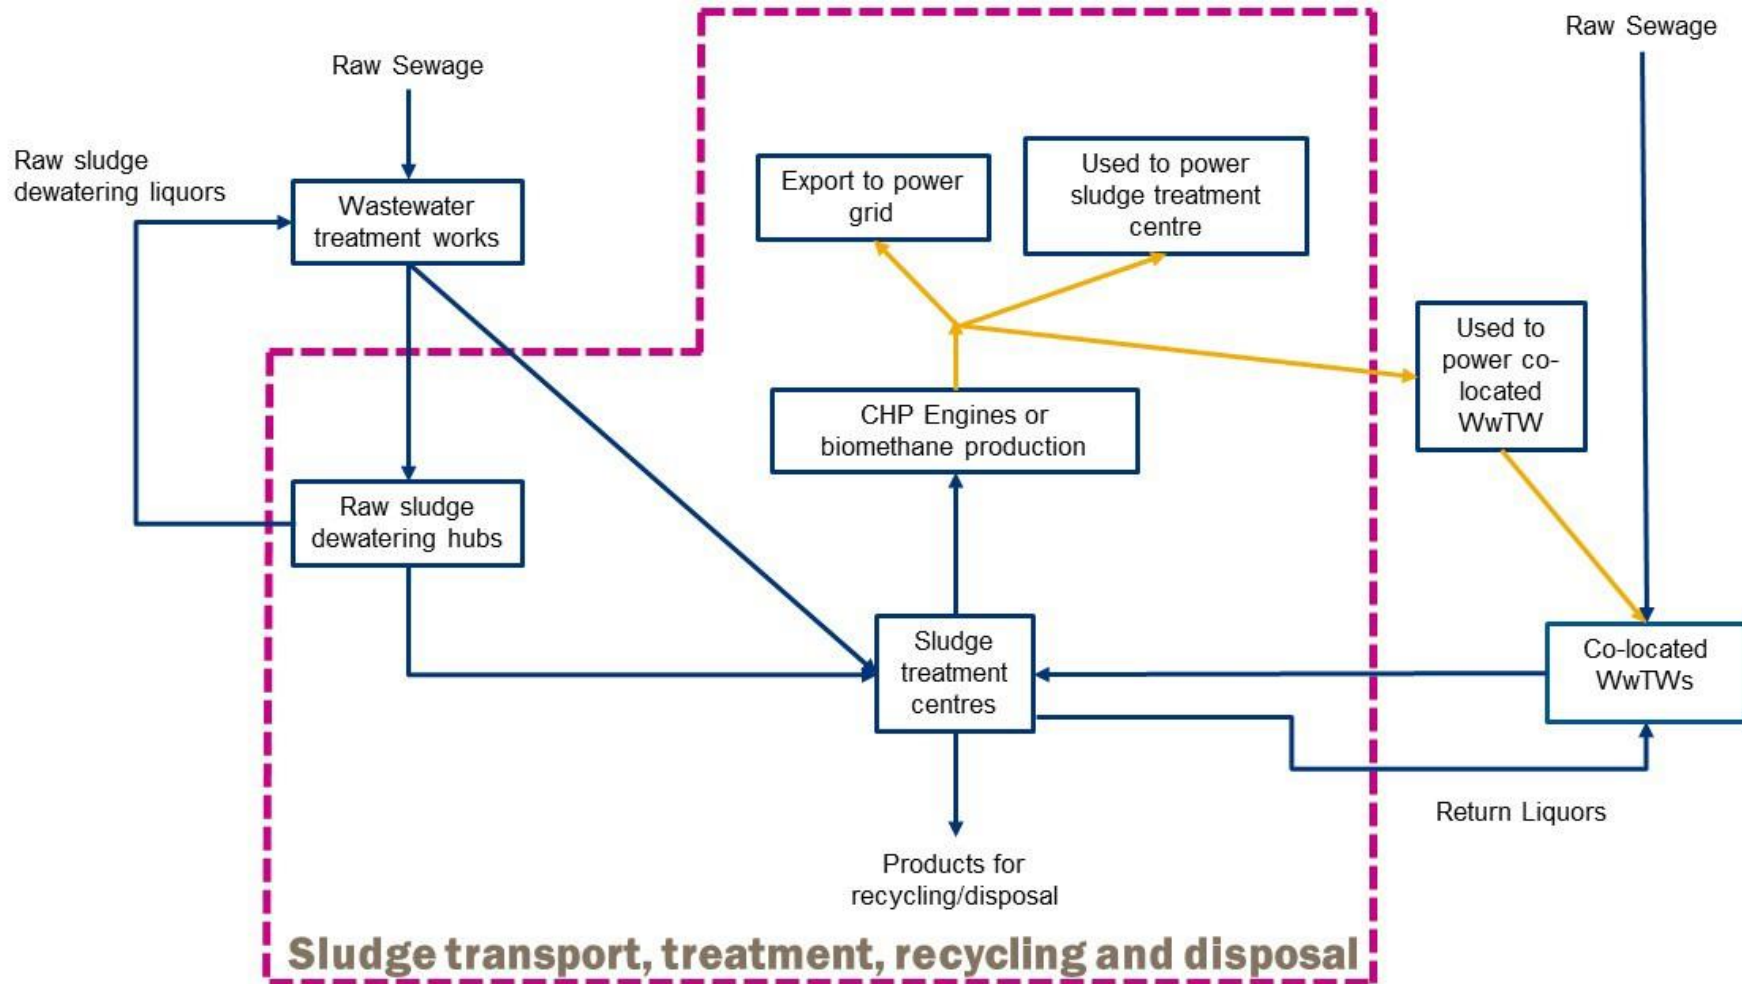 Raw Sewage
Raw Sewage
Raw sludge
dewatering liquors
Wastewater
treatment works
Export to power
grid
Used to power
sludge treatment
centre
Used to
power co-
located
WwTW
CHP Engines or
biomethane production
Raw sludge
dewatering hubs
Sludge
treatment
centres
Co-located
WwTWs
Return Liquors
Products for
recycling/disposal
Sludge transport, treatment, recycling and disposal